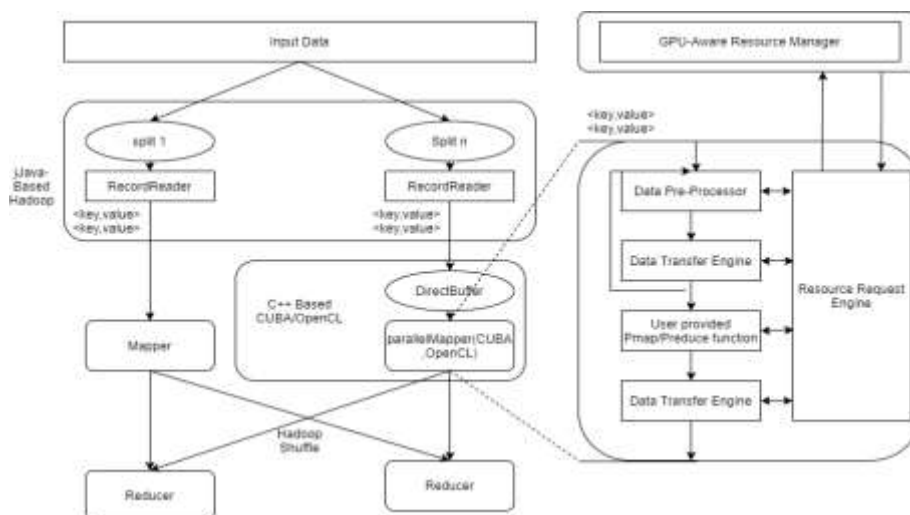 Input Data
GPU-Aware Resource Manager
split 1
Split n
jJava-
Based
Hadoop
RecordReader
RecordReader
<key,value>
<key,value>
<key,value>
<key,value>
<key,value>
<key,value>
Data Pre-Processor
Data Transfer Engine
Resource Request
Engine
User provided
Pmap/Preduce function
Data Transfer Engine
C++ Based
CUBA/OpenCL
DirectButter
parallelMapper(CUBA
,OpenCL)
Mapper
Hadoop
Shuffle
Reducer
Reducer